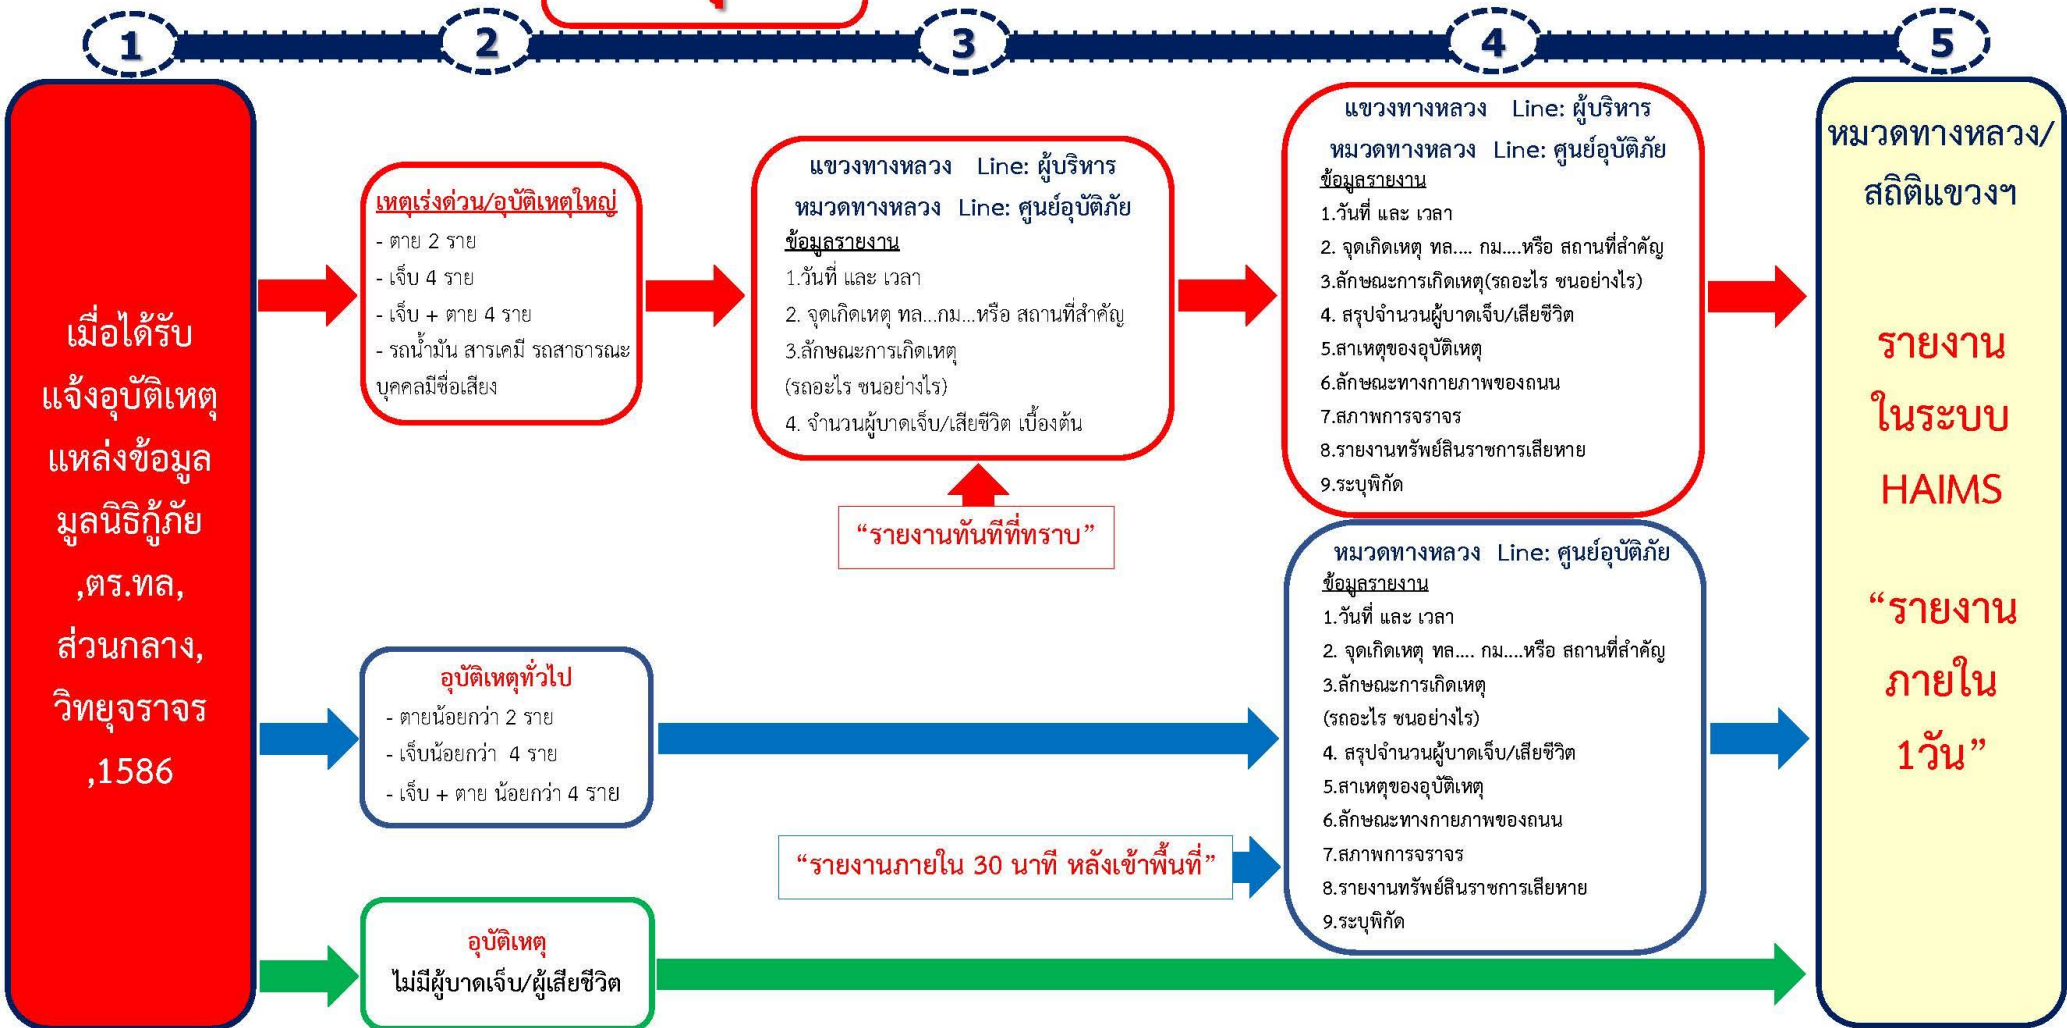 1
2
3
4
5
เมื่อได้รับ
แจ้งอุบัติเหตุ
แหล่งข้อมูล
มูลนิธิกู้ภัย
,ตร.ทล,
ส่วนกลาง,
วิทยุจราจร
,1586
เหตุเร่งด่วน/อุบัติเหตุใหญ่
- ตาย 2 ราย
- เจ็บ 4 ราย
- เจ็บ + ตาย 4 ราย
- รถน้ำมัน สารเคมี รถสาธารณะ
บุคคลมีชื่อเสียง
แขวงทางหลวง Line: ผู้บริหาร
หมวดทางหลวง Line: ศูนย์อุบัติภัย
ข้อมูลรายงาน
1.วันที่ และ เวลา
2. จุดเกิดเหตุ ทล...กม...หรือ สถานที่สำคัญ
3.ลักษณะการเกิดเหตุ
(รถอะไร ชนอย่างไร)
4. จำนวนผู้บาดเจ็บ/เสียชีวิต เบื้องต้น
“รายงานทันทีที่ทราบ”
แขวงทางหลวง Line: ผู้บริหาร
หมวดทางหลวง Line: ศูนย์อุบัติภัย
ข้อมูลรายงาน
1.วันที่ และ เวลา
2. จุดเกิดเหตุ ทล.... กม....หรือ สถานที่สำคัญ
3.ลักษณะการเกิดเหตุ(รถอะไร ชนอย่างไร)
4. สรุปจำนวนผู้บาดเจ็บ/เสียชีวิต
5.สาเหตุของอุบัติเหตุ
6.ลักษณะทางกายภาพของถนน
7.สภาพการจราจร
8.รายงานทรัพย์สินราชการเสียหาย
9.ระบุพิกัด
อุบัติเหตุทั่วไป
- ตายน้อยกว่า 2 ราย
- เจ็บน้อยกว่า 4 ราย
- เจ็บ + ตาย น้อยกว่า 4 ราย
“รายงานภายใน 30 นาที หลังเข้าพื้นที่”
หมวดทางหลวง Line: ศูนย์อุบัติภัย
ข้อมูลรายงาน
1.วันที่ และ เวลา
2. จุดเกิดเหตุ ทล.... กม....หรือ สถานที่สำคัญ
3.ลักษณะการเกิดเหตุ
(รถอะไร ชนอย่างไร)
4. สรุปจำนวนผู้บาดเจ็บ/เสียชีวิต
5.สาเหตุของอุบัติเหตุ
6.ลักษณะทางกายภาพของถนน
7.สภาพการจราจร
8.รายงานทรัพย์สินราชการเสียหาย
9.ระบุพิกัด
อุบัติเหตุ
ไม่มีผู้บาดเจ็บ/ผู้เสียชีวิต
หมวดทางหลวง/
สถิติแขวงฯ
รายงาน
ในระบบ
HAIMS
“รายงาน
ภายใน
1วัน”